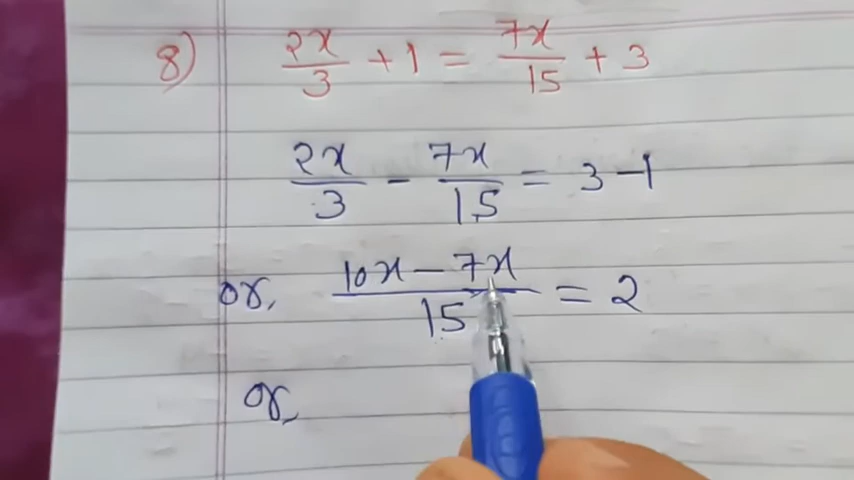 8) 2x/3 + 1 = 7x/15 + 3
2x/3 - 7x/15 = 3 - 1
or, 10x - 7x/15 = 2
or,